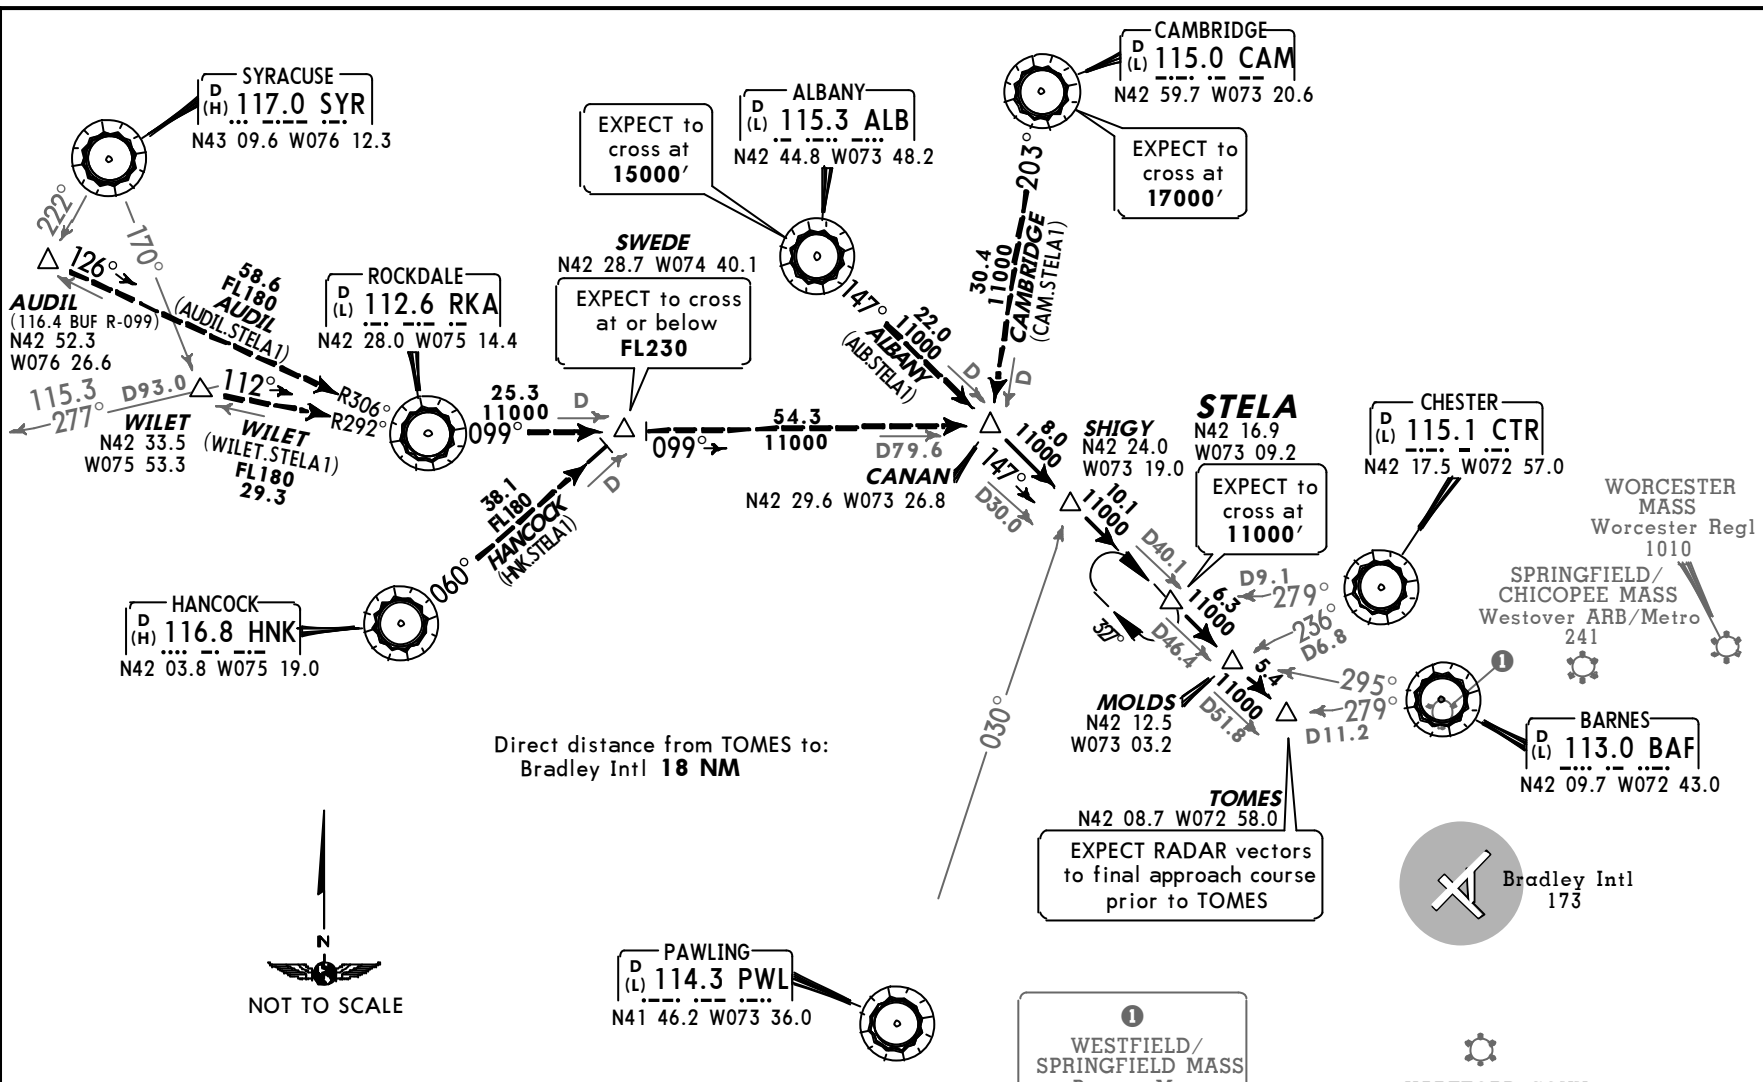 SYRACUSE
D
(H) 117.0 SYR
N43 09.6 W076 12.3
222°
170°
126°
AUDIL
(116.4 BUF R-099)
N42 52.3
W076 26.6
58.6
FL180
AUDIL
(AUDIL.STELA1)
115.3
277°
D93.0
WILET
N42 33.5
W075 53.3
112°
WILET
(WILET.STELA1)
FL180
29.3
R306°
R292°
ROCKDALE
D
(L) 112.6 RKA
N42 28.0 W075 14.4
099°
25.3
11000
D
HANCOCK
D
(H) 116.8 HNK
N42 03.8 W075 19.0
060°
38.1
FL180
HANCOCK
(HNK.STELA1)
D
SWEDE
N42 28.7 W074 40.1
EXPECT to cross
at or below
FL230
099°
54.3
11000
D79.6
EXPECT to
cross at
15000′
ALBANY
D
(L) 115.3 ALB
N42 44.8 W073 48.2
147°
22.0
11000
ALBANY
(ALB.STELA1)
D
CAMBRIDGE
D
(L) 115.0 CAM
N42 59.7 W073 20.6
EXPECT to
cross at
17000′
203°
30.4
11000
CAMBRIDGE
(CAM.STELA1)
D
CANAN
N42 29.6 W073 26.8
8.0
11000
147°
D30.0
SHIGY
N42 24.0
W073 19.0
10.1
11000
D40.1
STELA
N42 16.9
W073 09.2
EXPECT to
cross at
11000′
327°
6.3
11000
D46.4
D9.1
279°
236°
D6.8
CHESTER
D
(L) 115.1 CTR
N42 17.5 W072 57.0
WORCESTER
MASS
Worcester Regl
1010
SPRINGFIELD/
CHICOPEE MASS
Westover ARB/Metro
241
1
MOLDS
N42 12.5
W073 03.2
5.4
11000
D51.8
295°
279°
D11.2
BARNES
D
(L) 113.0 BAF
N42 09.7 W072 43.0
TOMES
N42 08.7 W072 58.0
EXPECT RADAR vectors
to final approach course
prior to TOMES
030°
Direct distance from TOMES to:
Bradley Intl 18 NM
Bradley Intl
173
N
NOT TO SCALE
PAWLING
D
(L) 114.3 PWL
N41 46.2 W073 36.0
1
WESTFIELD/
SPRINGFIELD MASS